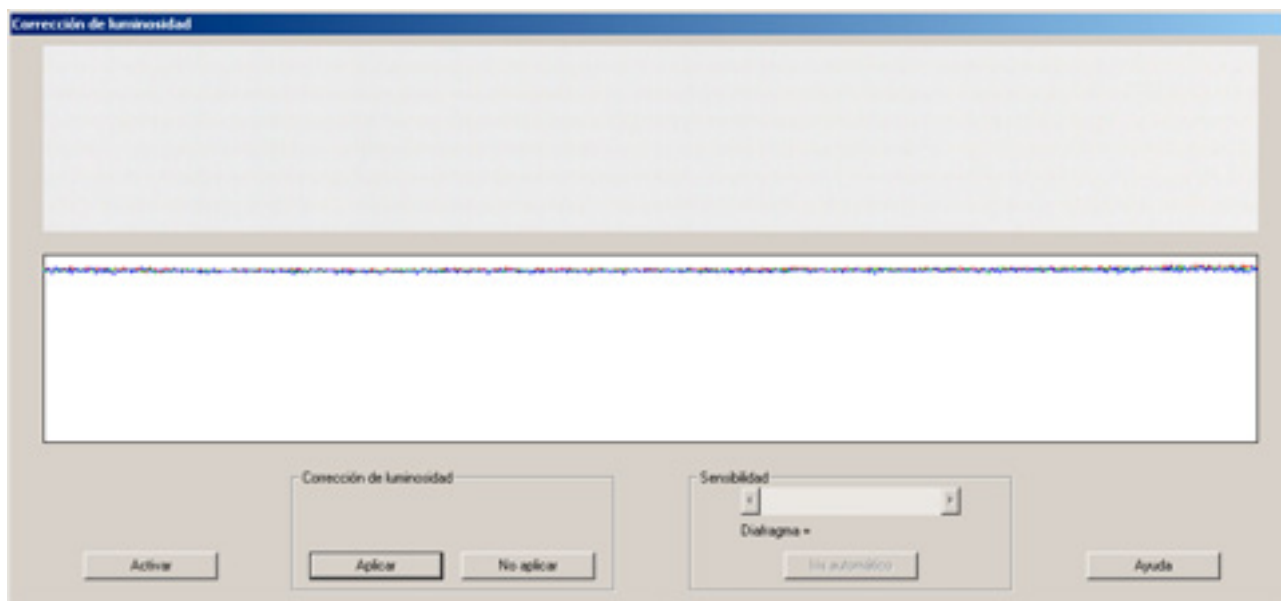 Corrección de luminosidad
Corrección de luminosidad
Sensibilidad
Diafragma =
Activar
Aplicar
No aplicar
Iris automático
Ayuda